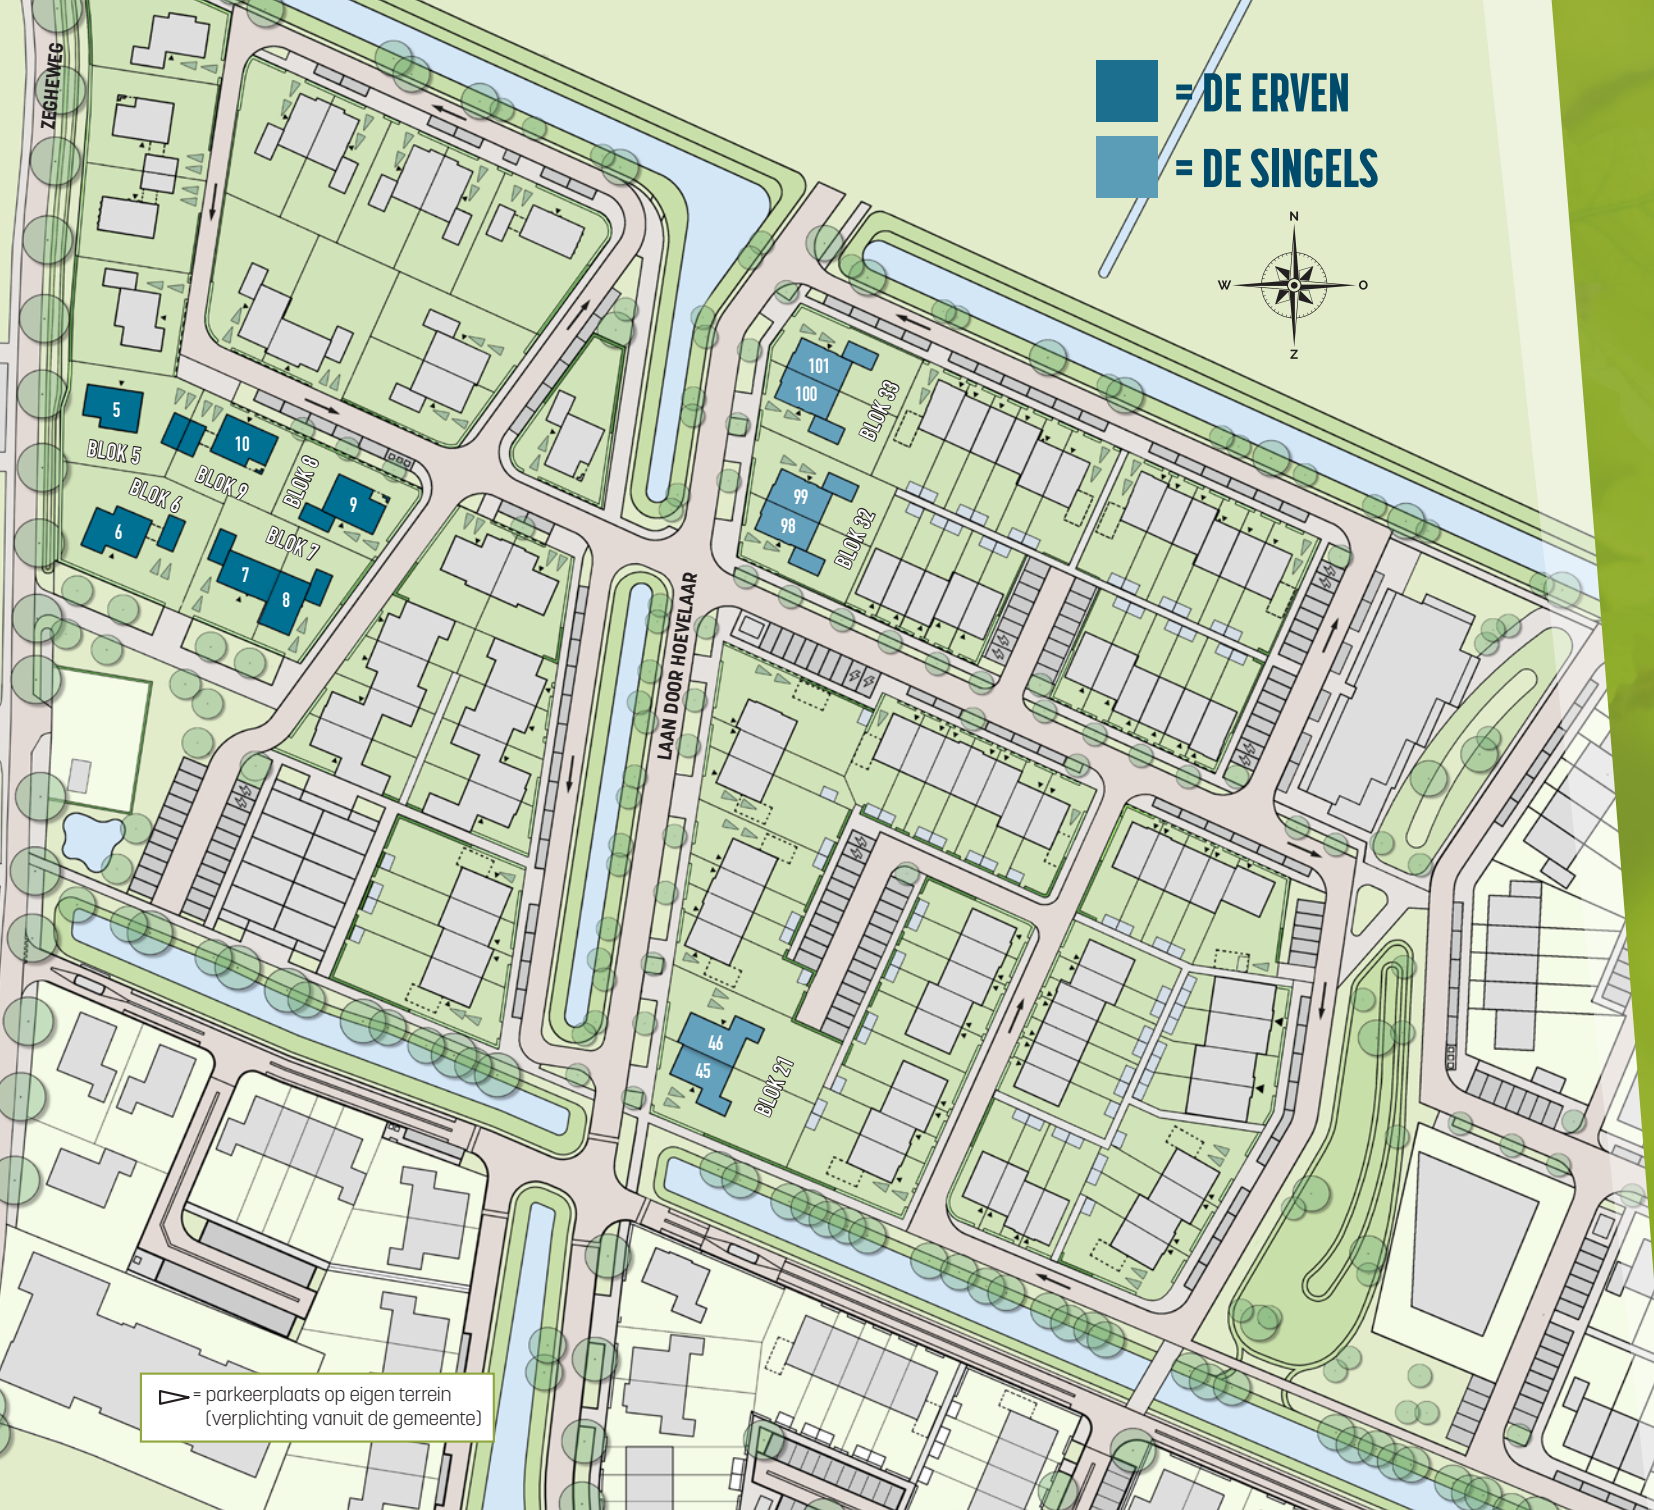 ZEGHEWEG
= DE ERVEN
= DE SINGELS
N
W
O
Z
101
100
BLOK 33
5
BLOK 5
10
BLOK 9
BLOK 8
9
BLOK 6
6
BLOK 7
7
8
99
98
BLOK 32
LAAN DOOR HOEVELAAR
46
45
BLOK 21
= parkeerplaats op eigen terrein
(verplichting vanuit de gemeente)